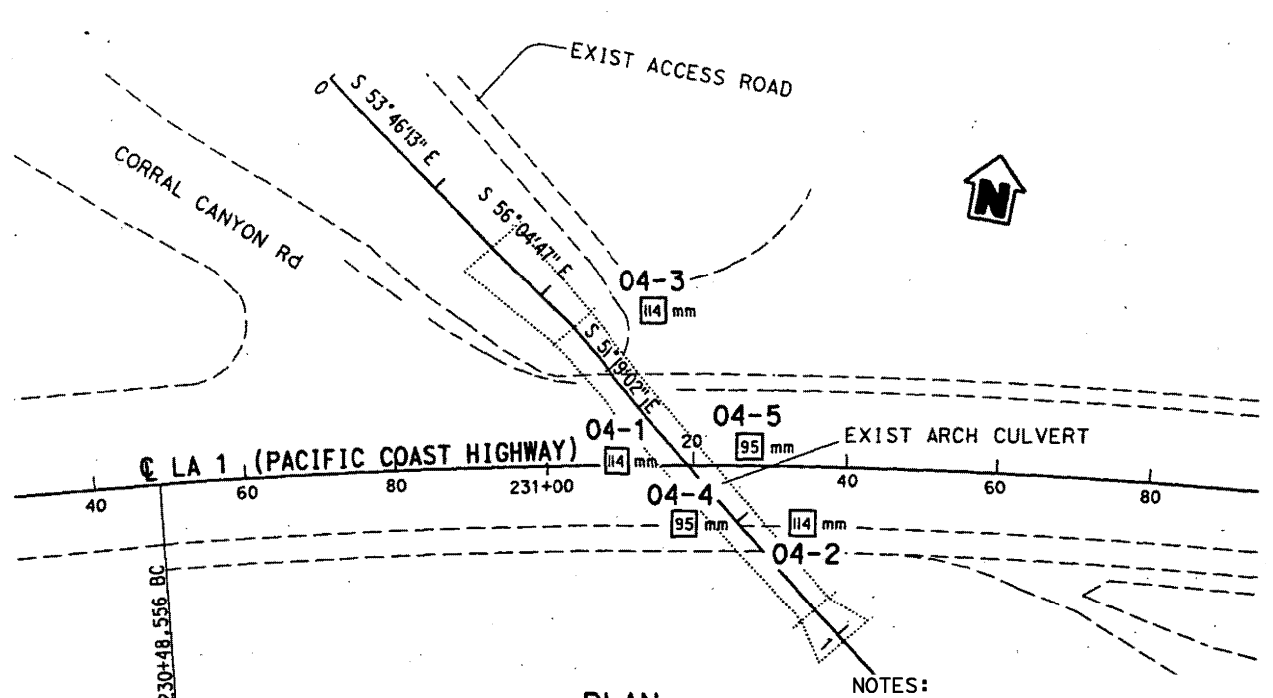 EXIST ACCESS ROAD
0
S 53°46'13" E
N
CORRAL CANYON Rd
S 56°04'47" E
04-3
114 mm
S 51°19'02" E
04-1
114 mm
04-5
95 mm
20
EXIST ARCH CULVERT
℄ LA 1 (PACIFIC COAST HIGHWAY)
40
60
80
231+00
40
60
80
04-4
95 mm
114 mm
04-2
230+48.556 BC
1
PLAN
NOTES: